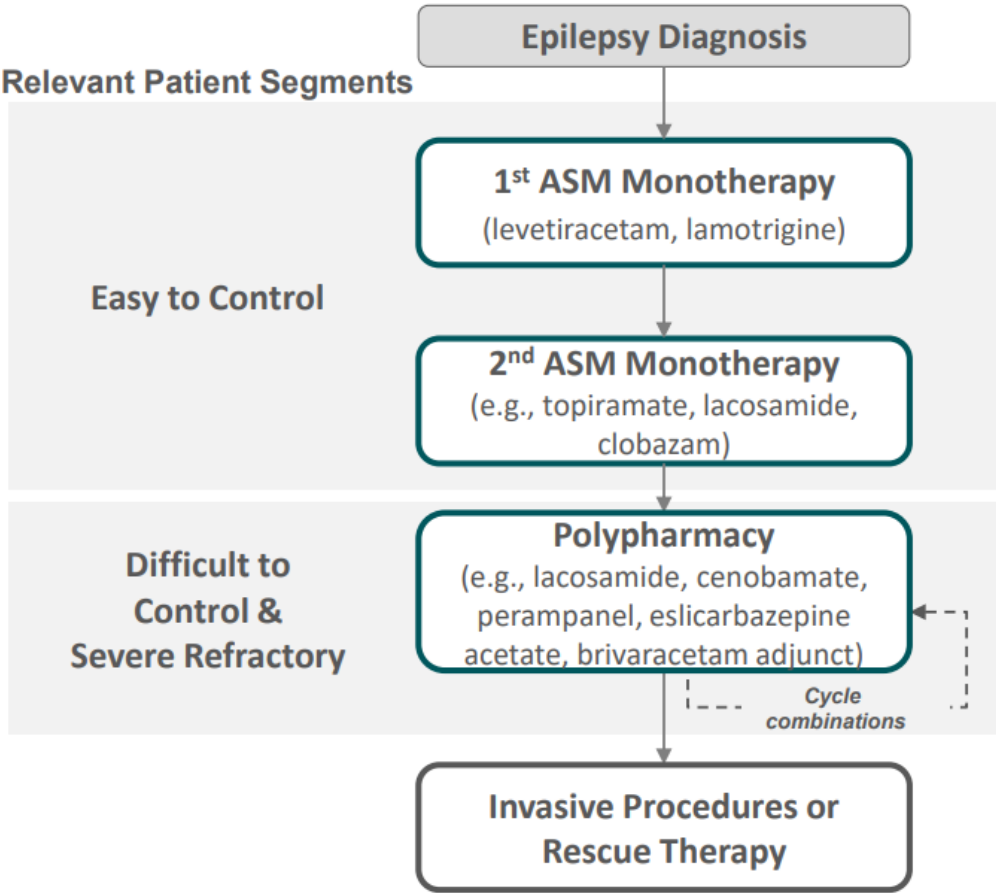 Epilepsy Diagnosis
Relevant Patient Segments
1st ASM Monotherapy
(levetiracetam, lamotrigine)
Easy to Control
2nd ASM Monotherapy
(e.g., topiramate, lacosamide,
clobazam)
Polypharmacy
(e.g., lacosamide, cenobamate,
perampanel, eslicarbazepine
acetate, brivaracetam adjunct)
Difficult to
Control &
Severe Refractory
Cycle
combinations
Invasive Procedures or
Rescue Therapy